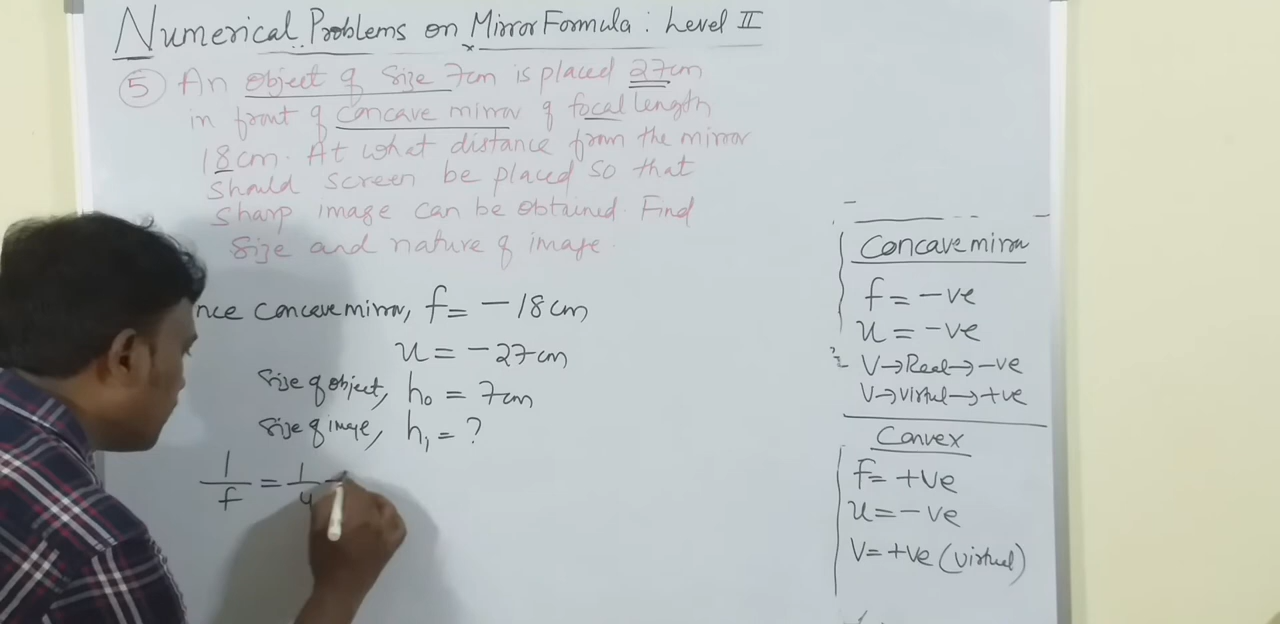 Numerical Problems on Mirror Formula : Level II
5 An object of size 7cm is placed 27cm
in front of concave mirror of focal length
18cm. At what distance from the mirror
should screen be placed so that
sharp image can be obtained. Find
size and nature of image.
nce concave mirror, f = -18cm
u = -27cm
Size of object, h₀ = 7cm
Size of image, h₁ = ?
1/f = 1/u
Concave mirror
f = -ve
u = -ve
V→Real→-ve
V→virtual→+ve
Convex
f = +ve
u = -ve
V = +ve (virtual)